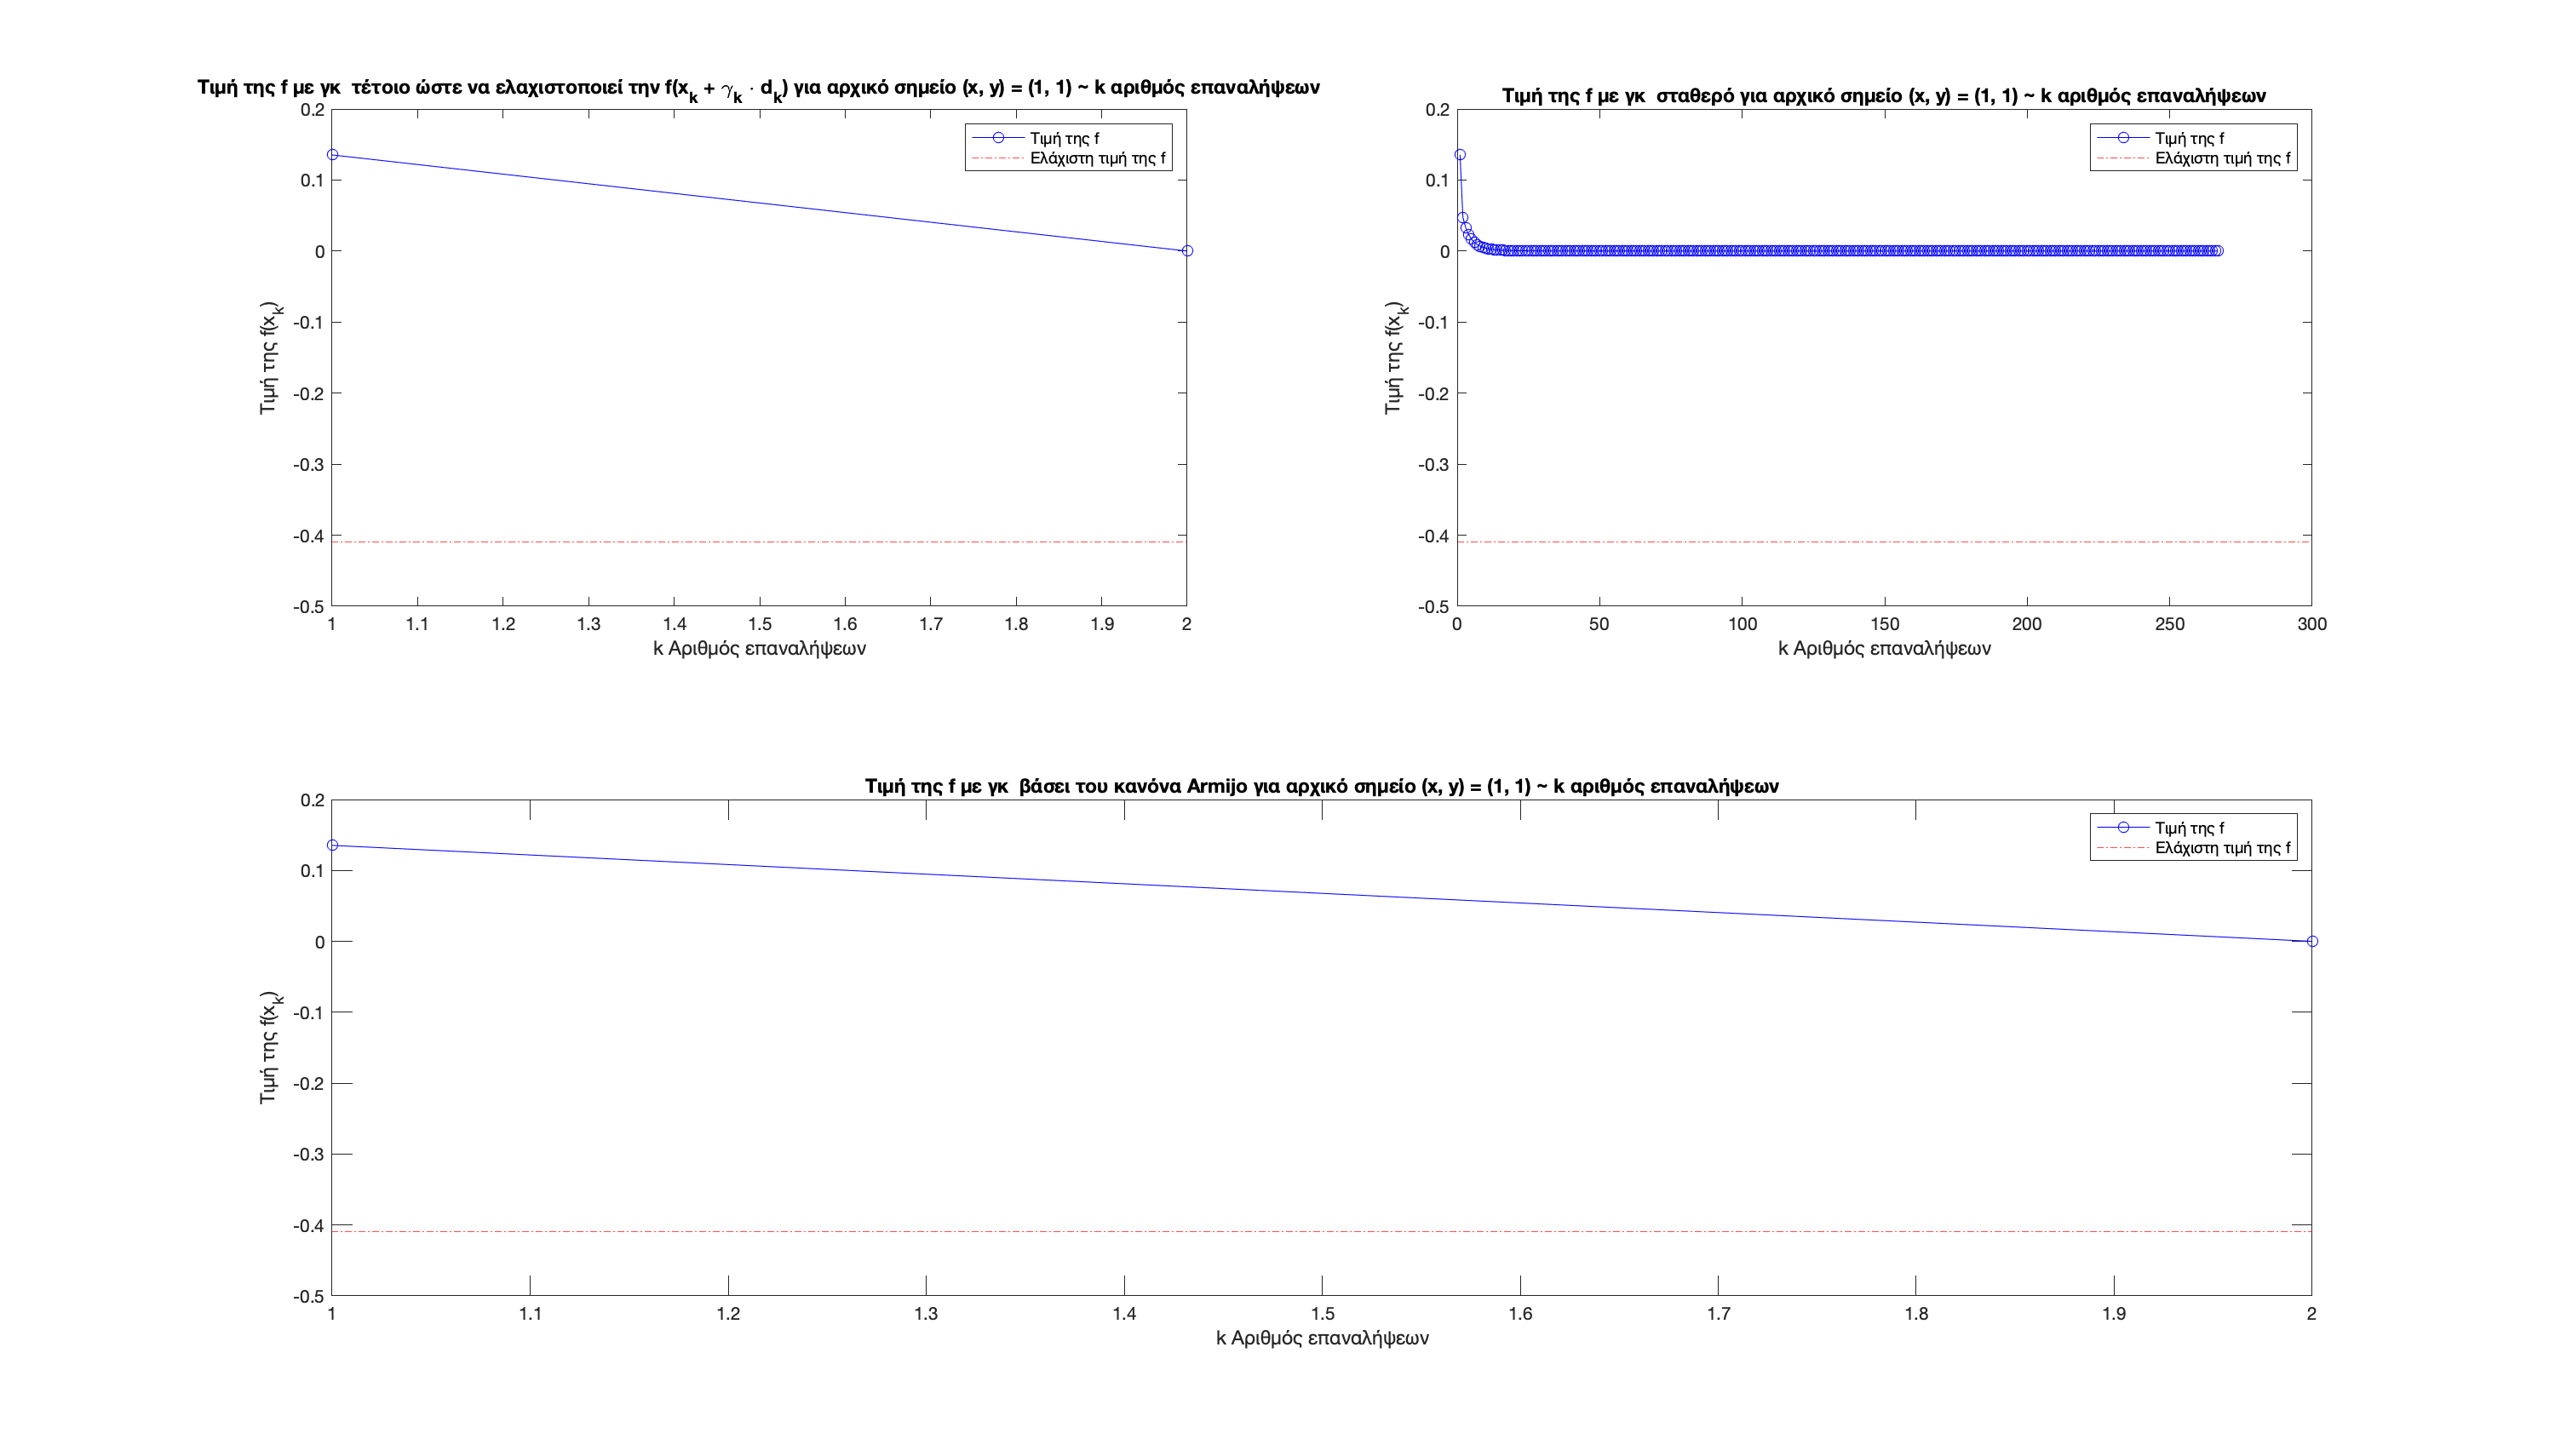 Τιμή της f με γκ τέτοιο ώστε να ελαχιστοποιεί την f(x_k + γ_k · d_k) για αρχικό σημείο (x, y) = (1, 1) ~ k αριθμός επαναλήψεων
Τιμή της f
Ελάχιστη τιμή της f
0.2
0.1
0
-0.1
-0.2
-0.3
-0.4
-0.5
Τιμή της f(x_k)
1 1.1 1.2 1.3 1.4 1.5 1.6 1.7 1.8 1.9 2
k Αριθμός επαναλήψεων
Τιμή της f με γκ σταθερό για αρχικό σημείο (x, y) = (1, 1) ~ k αριθμός επαναλήψεων
Τιμή της f
Ελάχιστη τιμή της f
0.2
0.1
0
-0.1
-0.2
-0.3
-0.4
-0.5
Τιμή της f(x_k)
0 50 100 150 200 250 300
k Αριθμός επαναλήψεων
Τιμή της f με γκ βάσει του κανόνα Armijo για αρχικό σημείο (x, y) = (1, 1) ~ k αριθμός επαναλήψεων
Τιμή της f
Ελάχιστη τιμή της f
0.2
0.1
0
-0.1
-0.2
-0.3
-0.4
-0.5
Τιμή της f(x_k)
1 1.1 1.2 1.3 1.4 1.5 1.6 1.7 1.8 1.9 2
k Αριθμός επαναλήψεων